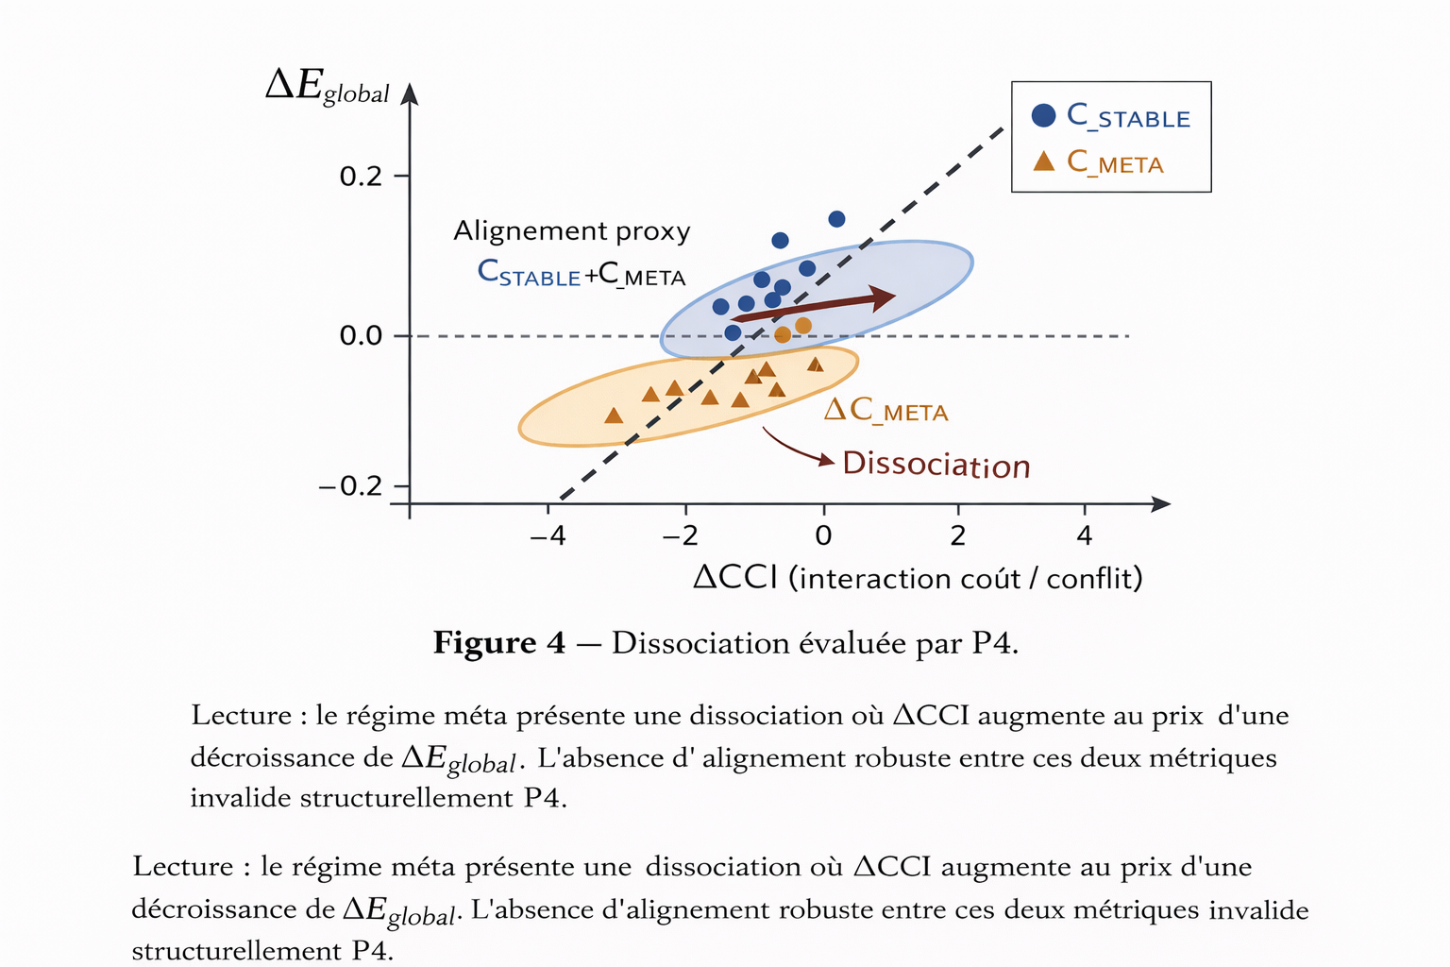 ΔE_global
0.2
0.0
−0.2
Alignement proxy
C_STABLE+C_META
C_STABLE
C_META
ΔC_META
Dissociation
−4 −2 0 2 4
ΔCCI (interaction coút / conflit)
Figure 4 — Dissociation évaluée par P4.
Lecture : le régime méta présente une dissociation où ΔCCI augmente au prix d'une
décroissance de ΔE_global. L'absence d' alignement robuste entre ces deux métriques
invalide structurellement P4.
Lecture : le régime méta présente une dissociation où ΔCCI augmente au prix d'une
décroissance de ΔE_global. L'absence d'alignement robuste entre ces deux métriques invalide
structurellement P4.